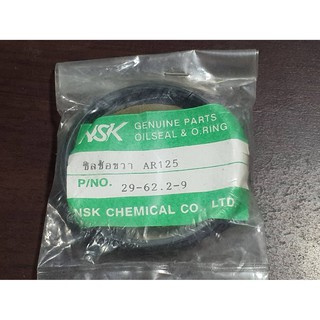 NSK
GENUINE PARTS
OILSEAL & O.RING
ซีลข้อขวา AR125
P/NO. 29-62.2-9
NSK CHEMICAL CO., LTD.